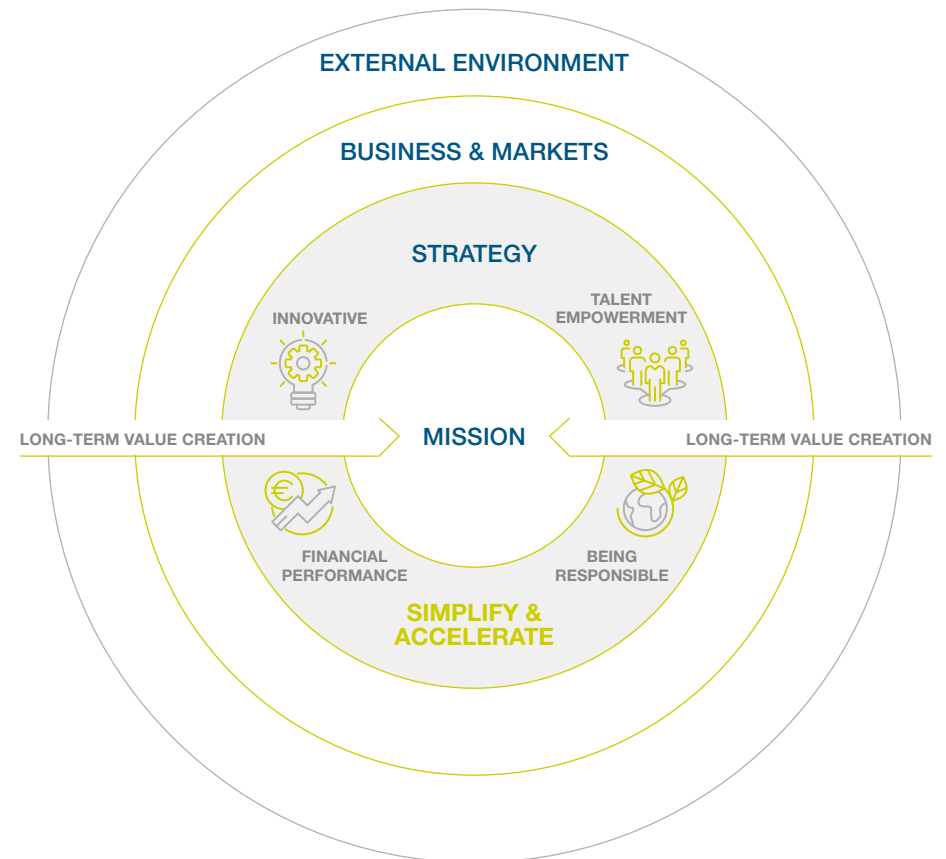 EXTERNAL ENVIRONMENT
BUSINESS & MARKETS
STRATEGY
INNOVATIVE
TALENT
EMPOWERMENT
LONG-TERM VALUE CREATION
MISSION
LONG-TERM VALUE CREATION
€
FINANCIAL
PERFORMANCE
BEING
RESPONSIBLE
SIMPLIFY &
ACCELERATE